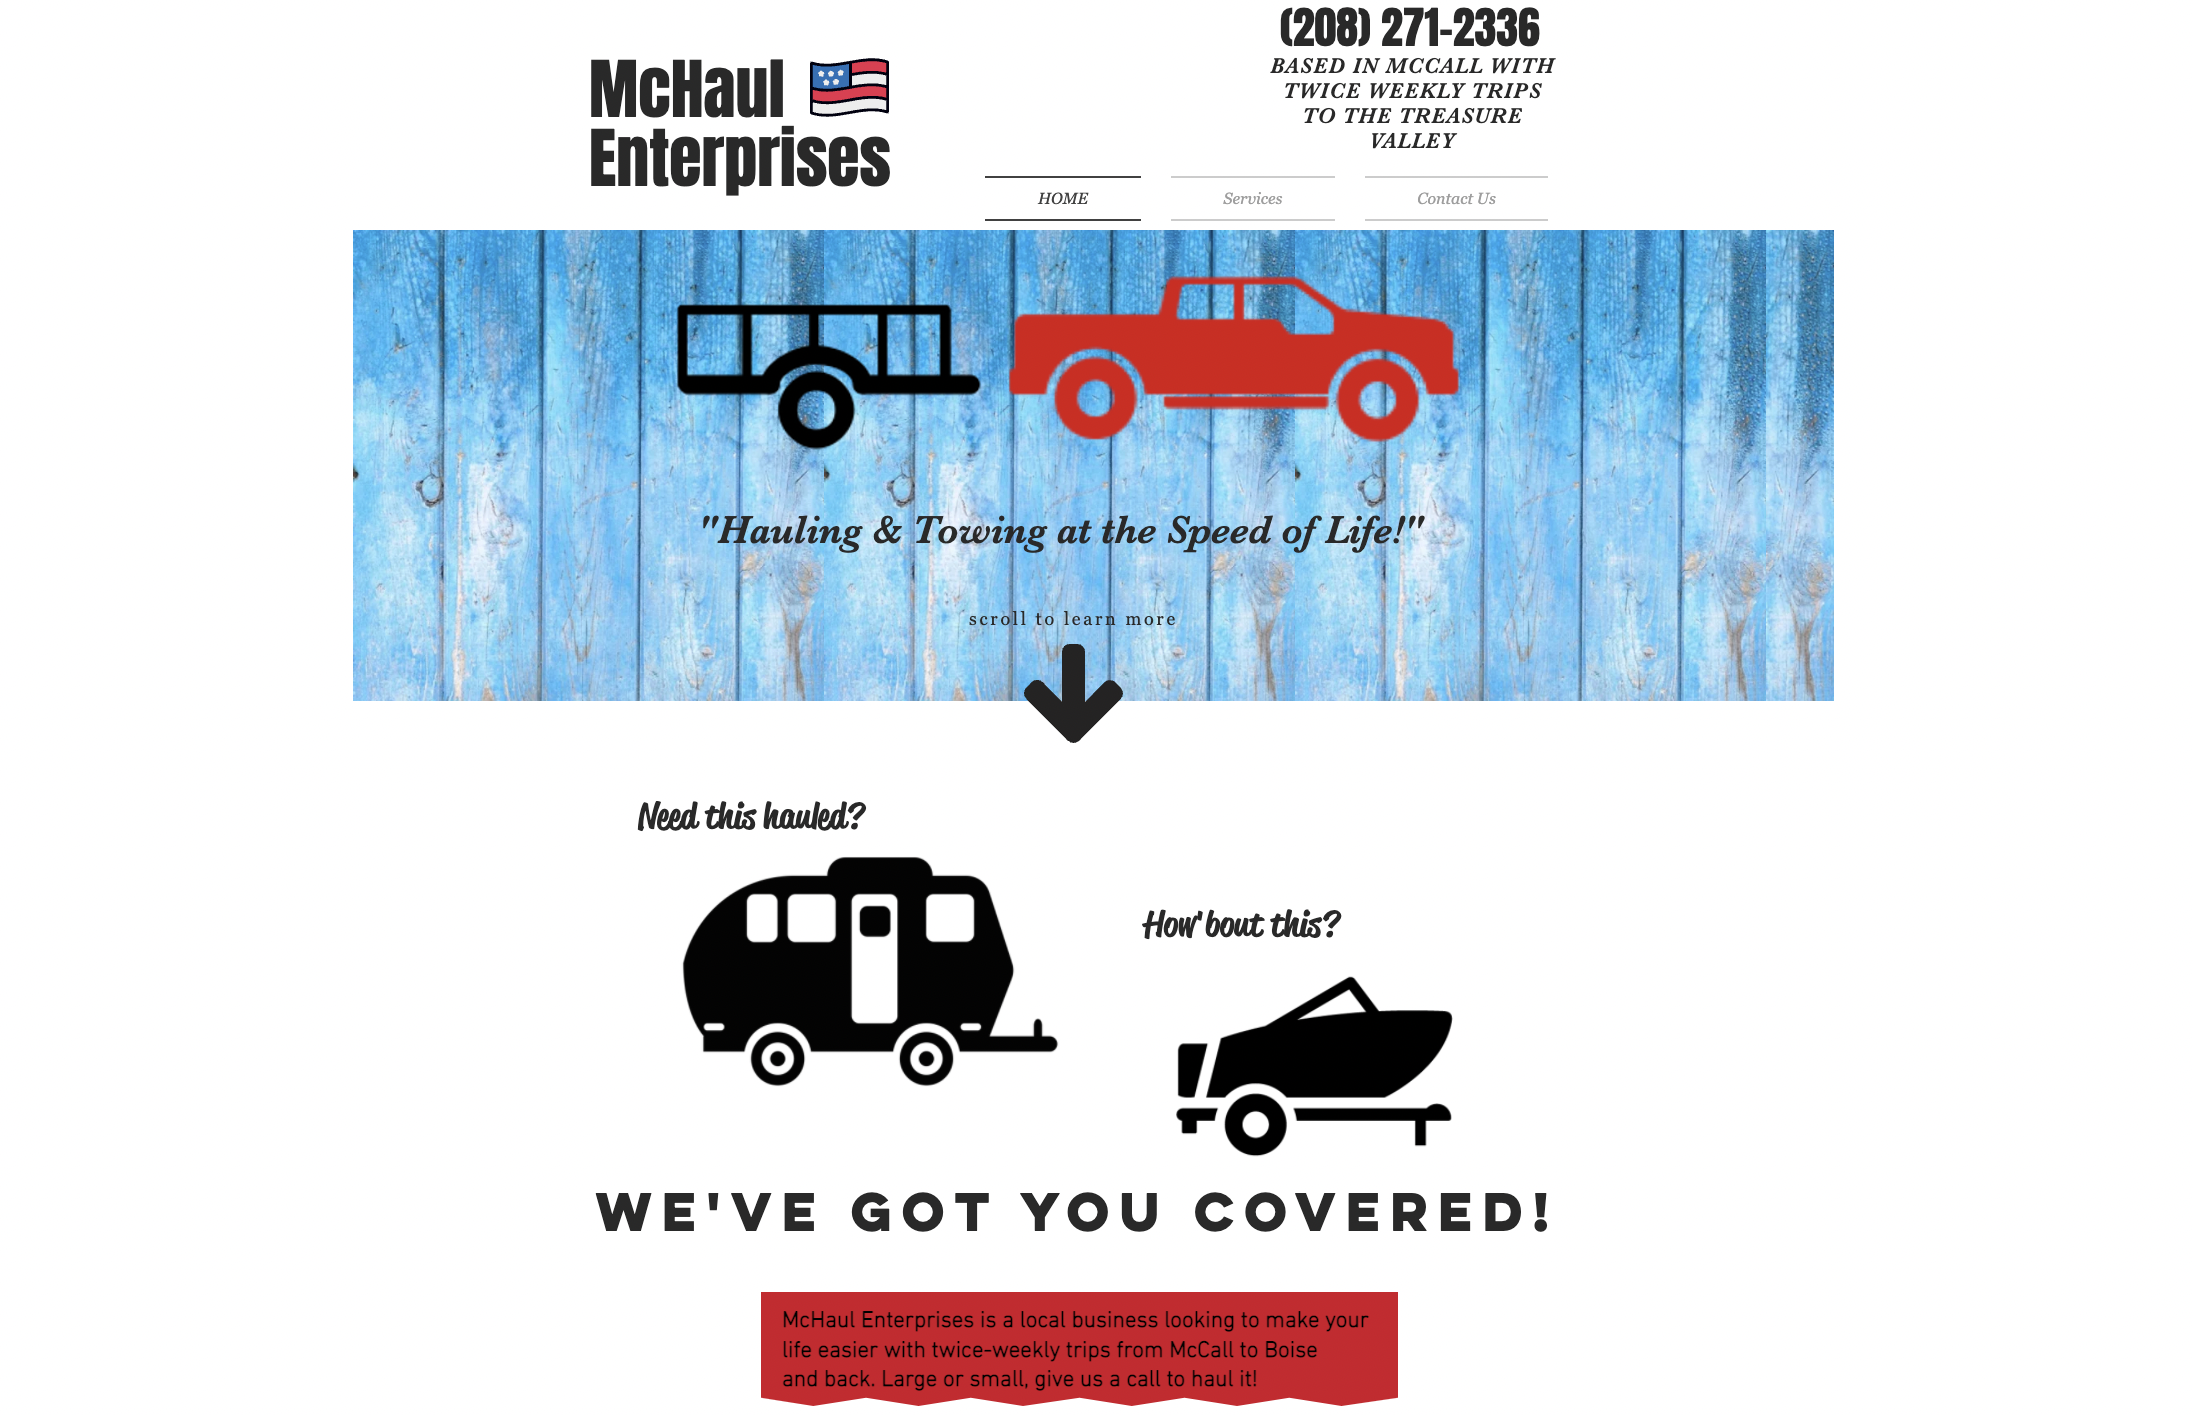 (208) 271-2336
BASED IN MCCALL WITH
TWICE WEEKLY TRIPS
TO THE TREASURE
VALLEY
McHaul
Enterprises
HOME
Services
Contact Us
"Hauling & Towing at the Speed of Life!"
scroll to learn more
Need this hauled?
How'bout this?
WE'VE GOT YOU COVERED!
McHaul Enterprises is a local business looking to make your
life easier with twice-weekly trips from McCall to Boise
and back. Large or small, give us a call to haul it!